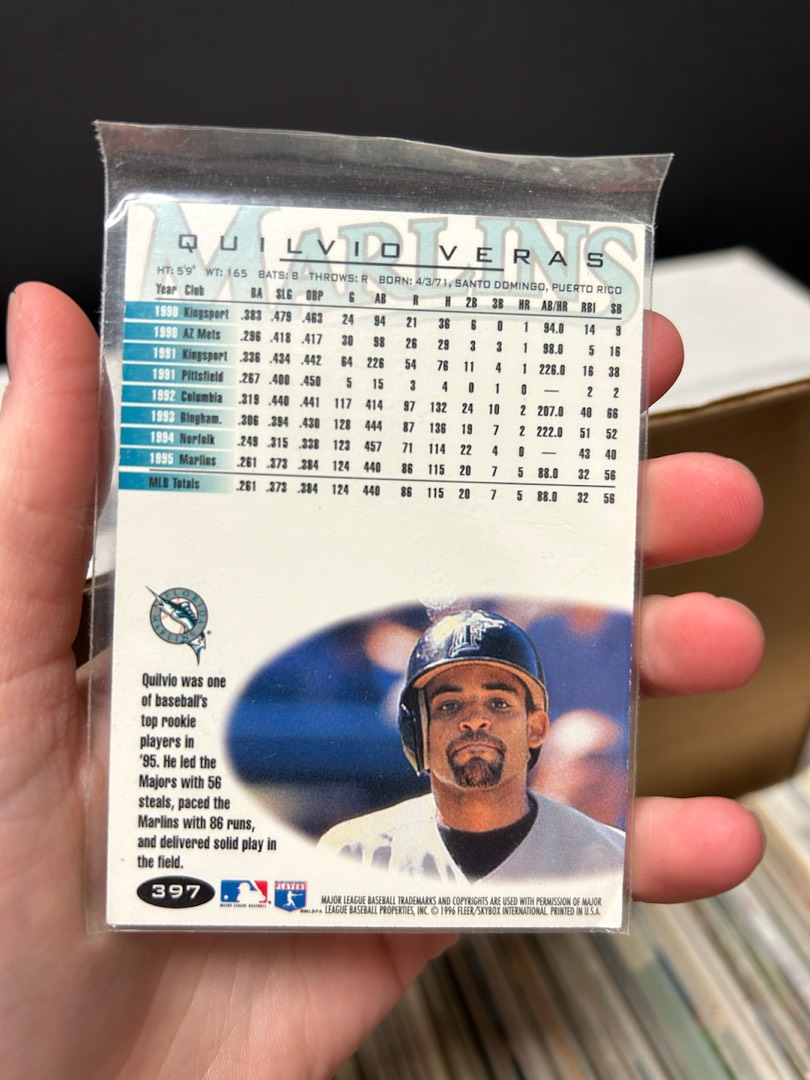 MARLINS
QUILVIO VERAS
HT: 5'9" WT: 165 BATS: B THROWS: R BORN: 4/3/71, SANTO DOMINGO, PUERTO RICO
Year Club BA SLG OBP G AB R H 2B 3B HR AB/HR RBI SB
1990 Kingsport .383 .479 .463 24 94 21 36 6 0 1 94.0 14 9
1990 AZ Mets .296 .418 .417 30 98 26 29 3 3 1 98.0 5 16
1991 Kingsport .336 .434 .442 64 226 54 76 11 4 1 226.0 16 38
1991 Pittsfield .267 .400 .450 5 15 3 4 0 1 0 — 2 2
1992 Columbia .319 .440 .441 117 414 97 132 24 10 2 207.0 40 66
1993 Bingham. .306 .394 .430 128 444 87 136 19 7 2 222.0 51 52
1994 Norfolk .249 .315 .338 123 457 71 114 22 4 0 — 43 40
1995 Marlins .261 .373 .384 124 440 86 115 20 7 5 88.0 32 56
MLB Totals .261 .373 .384 124 440 86 115 20 7 5 88.0 32 56
Quilvio was one
of baseball's
top rookie
players in
'95. He led the
Majors with 56
steals, paced the
Marlins with 86 runs,
and delivered solid play in
the field.
397
MAJOR LEAGUE BASEBALL
PLAYERS
©MLBPA
MAJOR LEAGUE BASEBALL TRADEMARKS AND COPYRIGHTS ARE USED WITH PERMISSION OF MAJOR
LEAGUE BASEBALL PROPERTIES, INC. © 1996 FLEER/SKYBOX INTERNATIONAL PRINTED IN U.S.A.